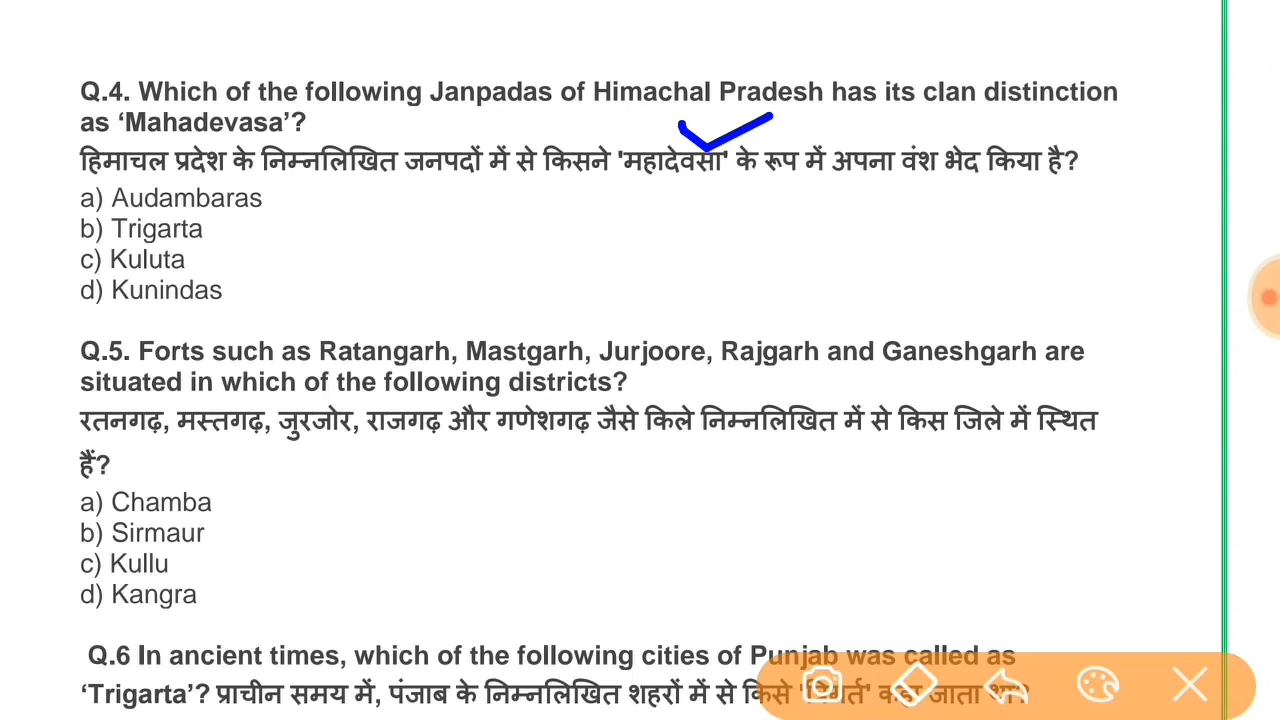 Q.4. Which of the following Janpadas of Himachal Pradesh has its clan distinction
as ‘Mahadevasa’?
हिमाचल प्रदेश के निम्नलिखित जनपदों में से किसने 'महादेवसा' के रूप में अपना वंश भेद किया है?
a) Audambaras
b) Trigarta
c) Kuluta
d) Kunindas
Q.5. Forts such as Ratangarh, Mastgarh, Jurjoore, Rajgarh and Ganeshgarh are
situated in which of the following districts?
रतनगढ़, मस्तगढ़, जुरजोर, राजगढ़ और गणेशगढ़ जैसे किले निम्नलिखित में से किस जिले में स्थित
हैं?
a) Chamba
b) Sirmaur
c) Kullu
d) Kangra
Q.6 In ancient times, which of the following cities of Punjab was called as
‘Trigarta’? प्राचीन समय में, पंजाब के निम्नलिखित शहरों में से किसे 'त्रिगर्त' कहा जाता था?